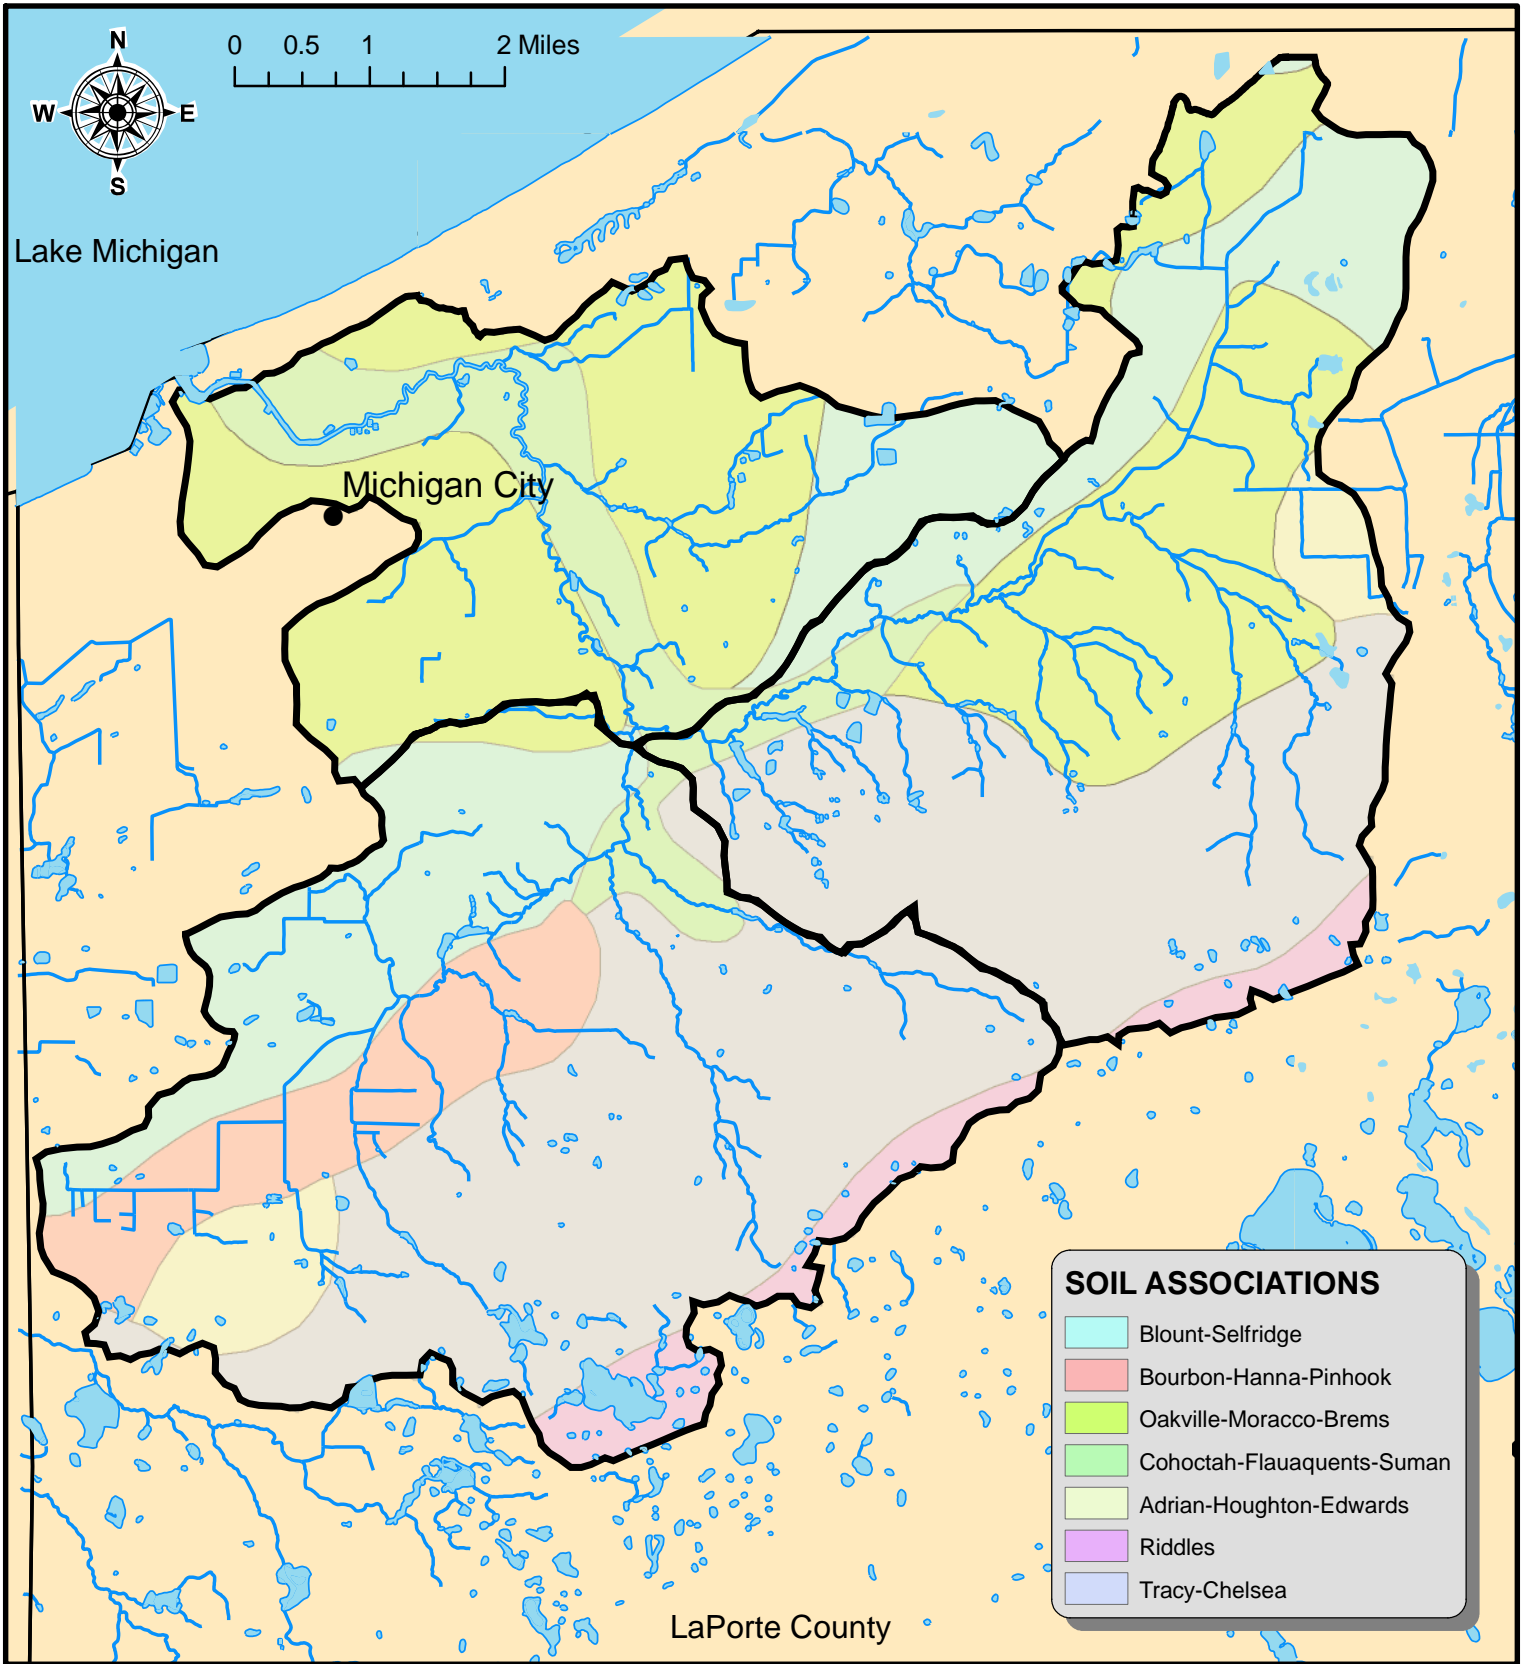 N
W E
S
0 0.5 1 2 Miles
Lake Michigan
Michigan City
SOIL ASSOCIATIONS
Blount-Selfridge
Bourbon-Hanna-Pinhook
Oakville-Moracco-Brems
Cohoctah-Flauaquents-Suman
Adrian-Houghton-Edwards
Riddles
Tracy-Chelsea
LaPorte County